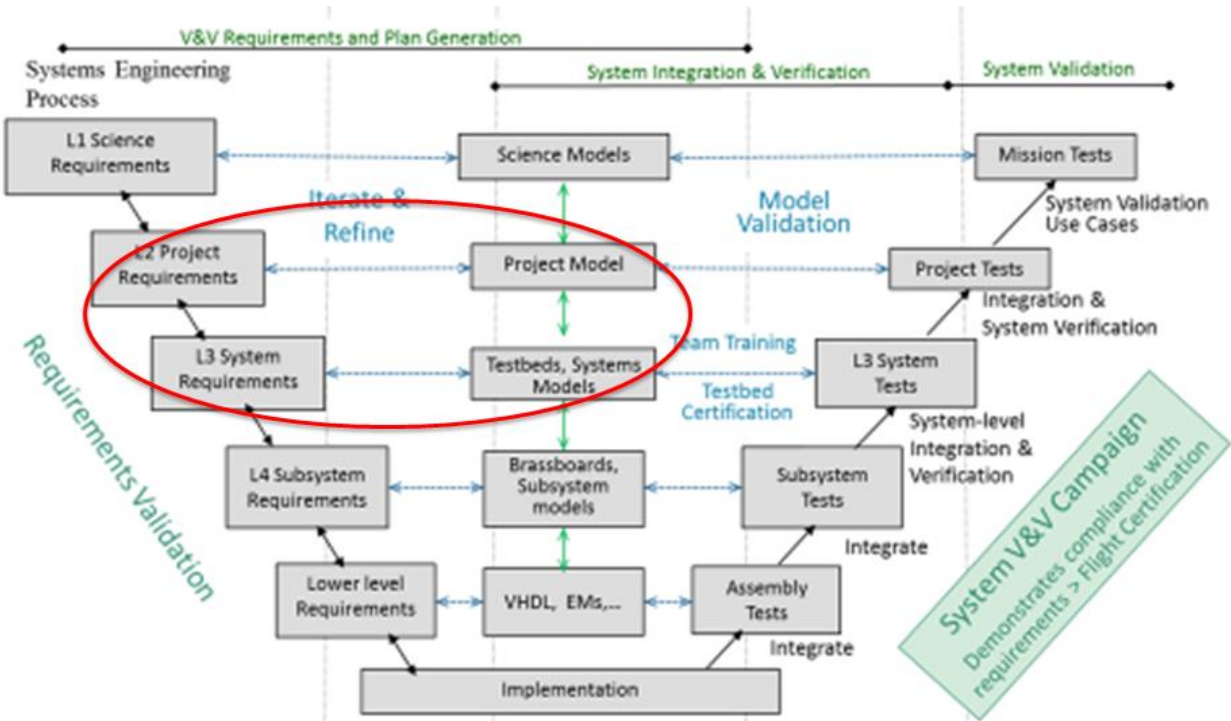 V&V Requirements and Plan Generation
Systems Engineering
Process
System Integration & Verification
System Validation
L1 Science
Requirements
Science Models
Mission Tests
Iterate &
Refine
Model
Validation
System Validation
Use Cases
L2 Project
Requirements
Project Model
Project Tests
Integration &
System Verification
Requirements Validation
L3 System
Requirements
Testbeds, Systems
Models
Team Training
Testbed
Certification
L3 System
Tests
System-level
Integration &
Verification
L4 Subsystem
Requirements
Brassboards,
Subsystem
models
Subsystem
Tests
Integrate
Lower level
Requirements
VHDL, EMs,...
Assembly
Tests
Integrate
Implementation
System V&V Campaign
Demonstrates compliance with
requirements > Flight Certification